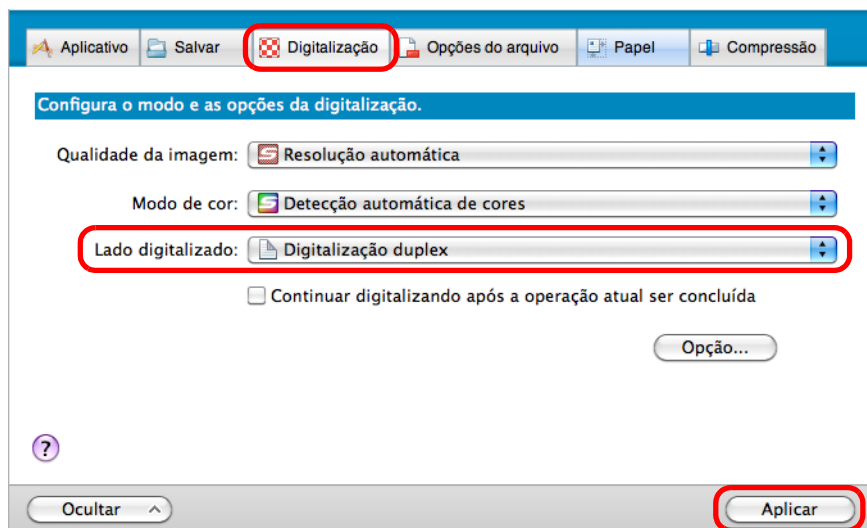 Aplicativo Salvar Digitalização Opções do arquivo Papel Compressão
Configura o modo e as opções da digitalização.
Qualidade da imagem: Resolução automática
Modo de cor: Detecção automática de cores
Lado digitalizado: Digitalização duplex
Continuar digitalizando após a operação atual ser concluída
Opção...
?
Ocultar Aplicar